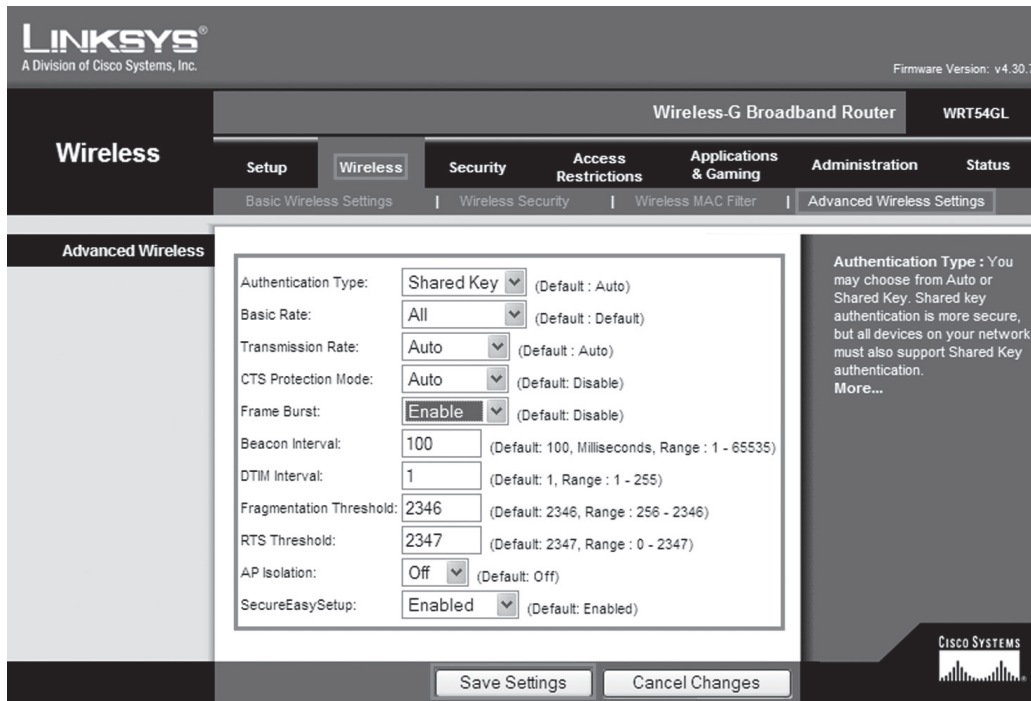 LINKSYS®
A Division of Cisco Systems, Inc.
Firmware Version: v4.30.7
Wireless-G Broadband Router WRT54GL
Wireless
Setup Wireless Security Access Restrictions Applications & Gaming Administration Status
Basic Wireless Settings | Wireless Security | Wireless MAC Filter | Advanced Wireless Settings
Advanced Wireless
Authentication Type: Shared Key (Default : Auto)
Basic Rate: All (Default : Default)
Transmission Rate: Auto (Default : Auto)
CTS Protection Mode: Auto (Default: Disable)
Frame Burst: Enable (Default: Disable)
Beacon Interval: 100 (Default: 100, Milliseconds, Range : 1 - 65535)
DTIM Interval: 1 (Default: 1, Range : 1 - 255)
Fragmentation Threshold: 2346 (Default: 2346, Range : 256 - 2346)
RTS Threshold: 2347 (Default: 2347, Range : 0 - 2347)
AP Isolation: Off (Default: Off)
SecureEasySetup: Enabled (Default: Enabled)
Authentication Type : You
may choose from Auto or
Shared Key. Shared key
authentication is more secure,
but all devices on your network
must also support Shared Key
authentication.
More...
Save Settings Cancel Changes
CISCO SYSTEMS